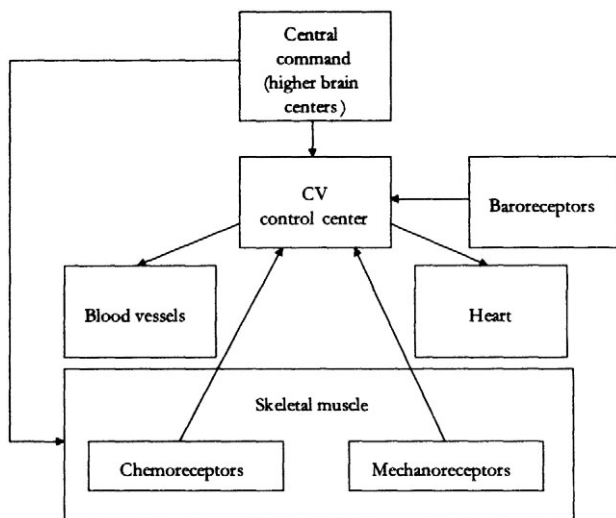 Central
command
(higher brain
centers )
CV
control center
Baroreceptors
Blood vessels
Heart
Skeletal muscle
Chemoreceptors
Mechanoreceptors